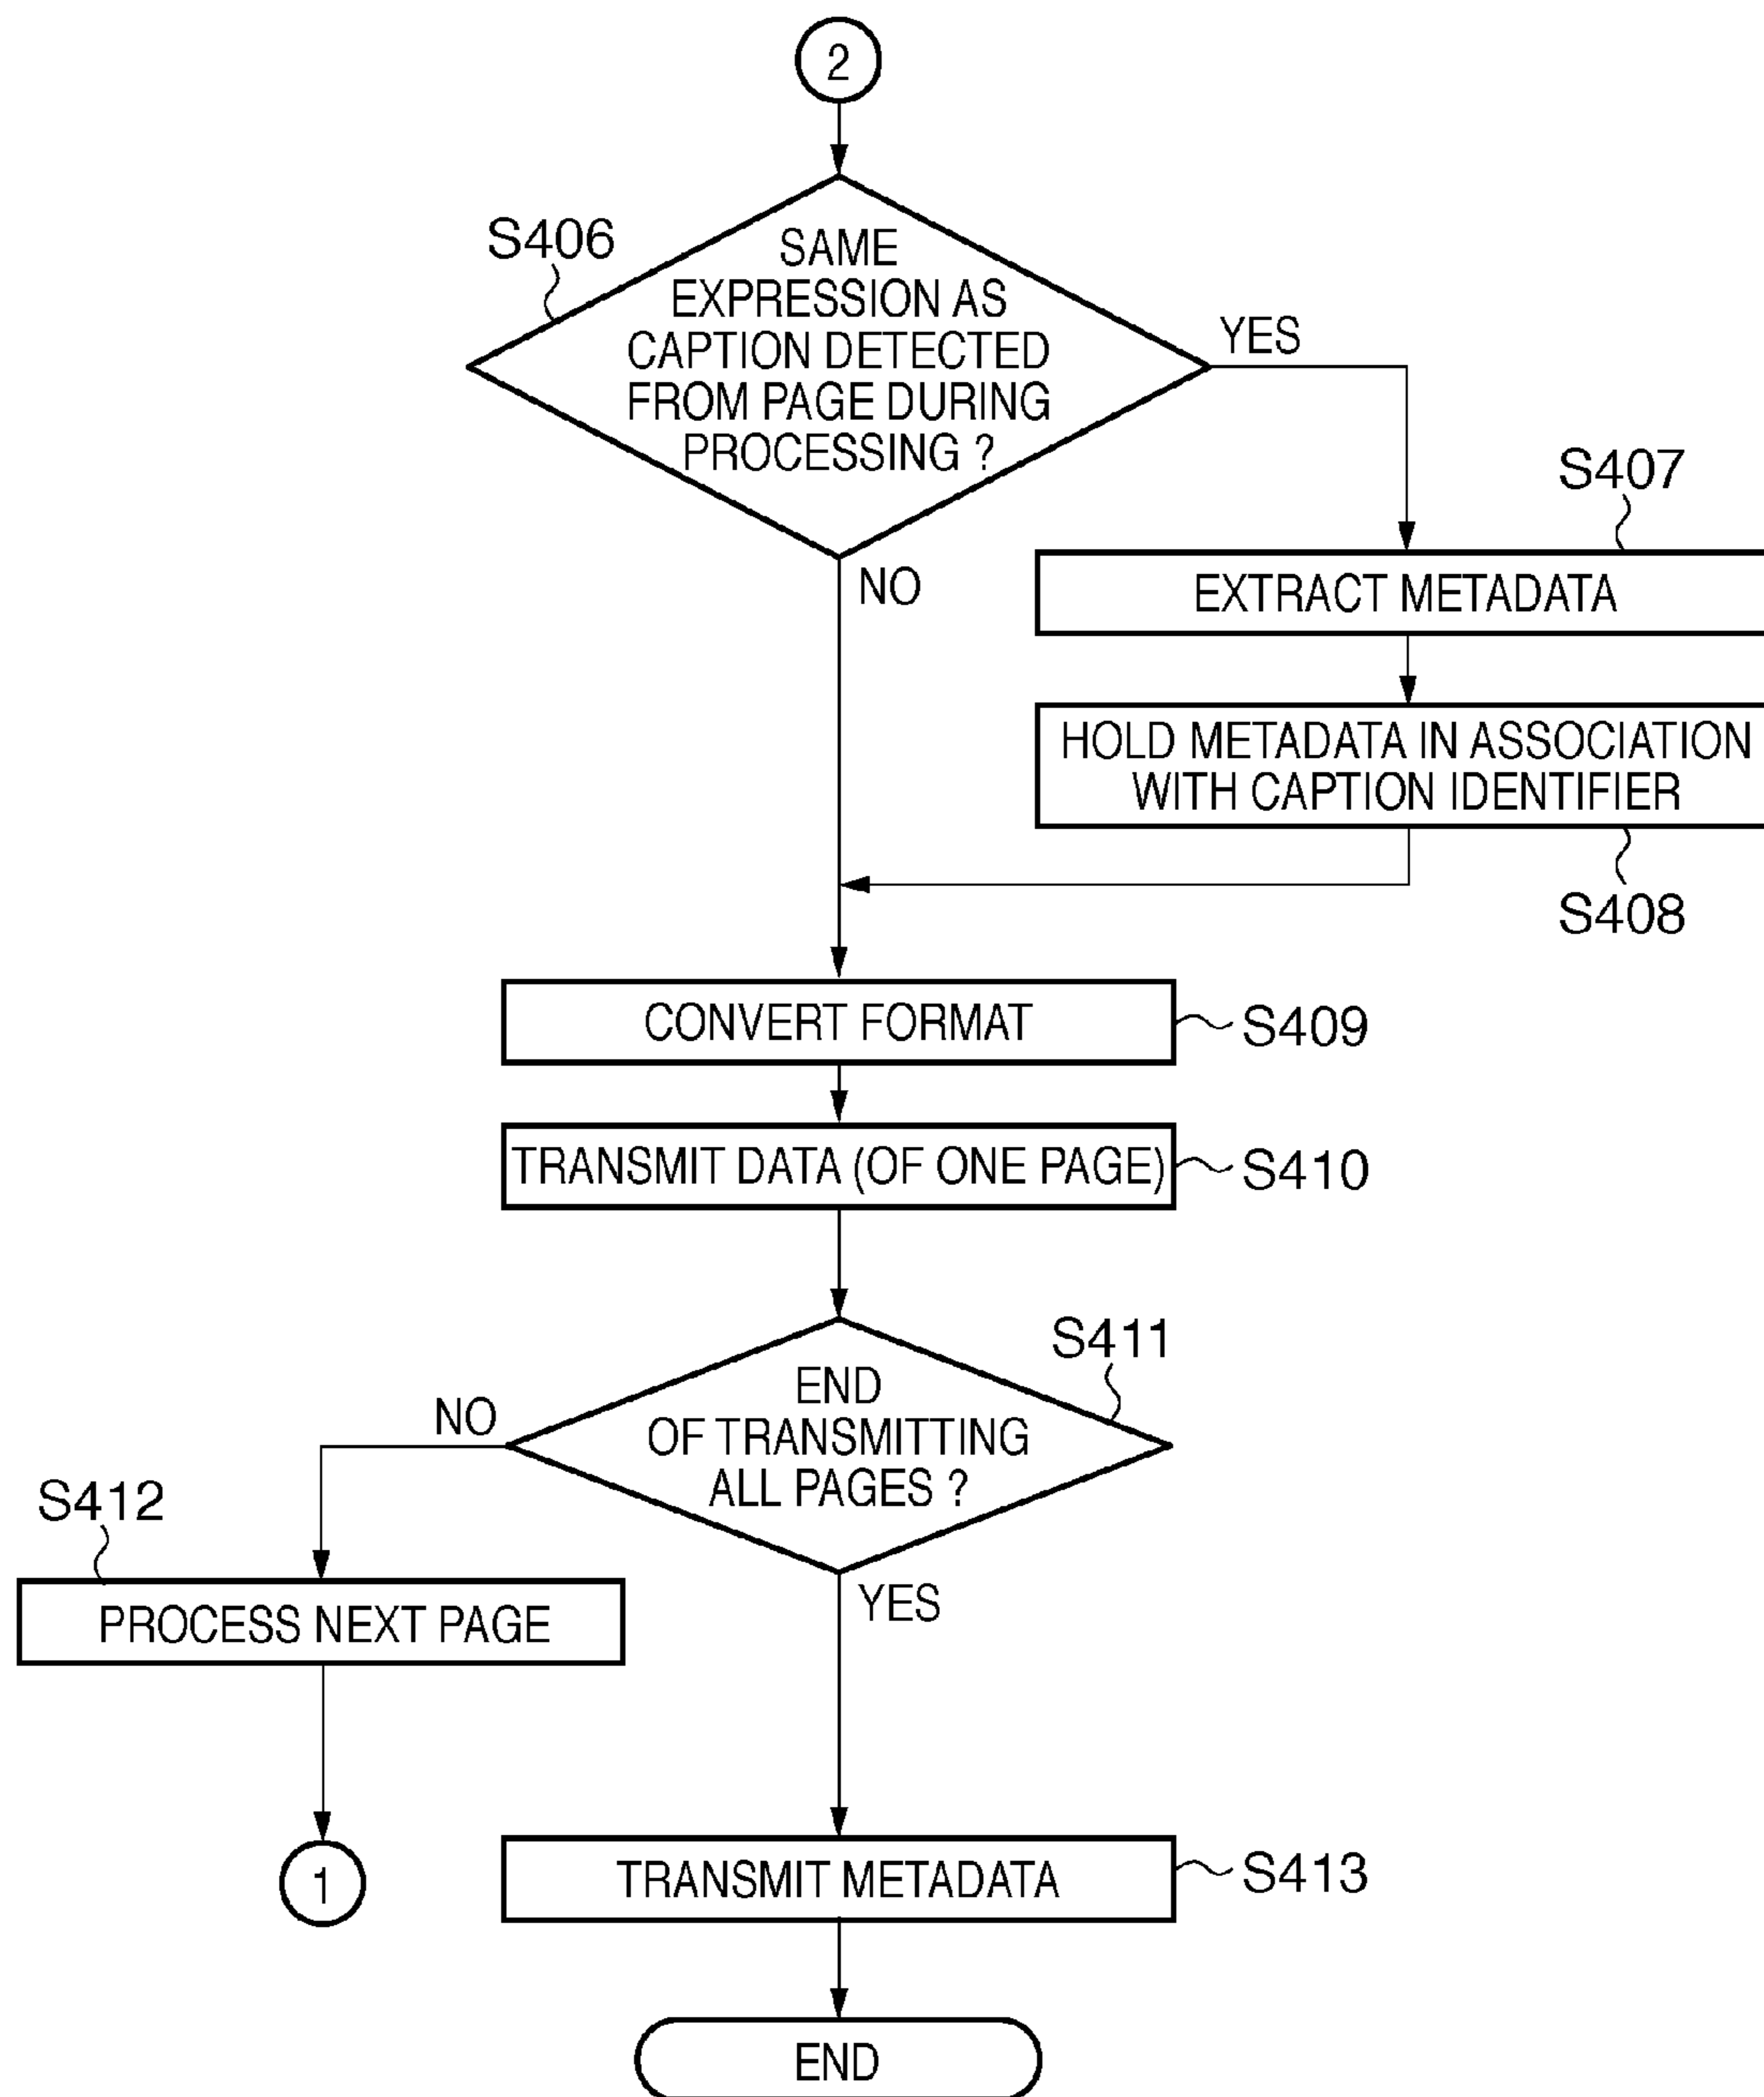 2
S406
SAME
EXPRESSION AS
CAPTION DETECTED
FROM PAGE DURING
PROCESSING ?
YES
NO
S407
EXTRACT METADATA
HOLD METADATA IN ASSOCIATION
WITH CAPTION IDENTIFIER
S408
CONVERT FORMAT
S409
TRANSMIT DATA (OF ONE PAGE)
S410
S411
END
OF TRANSMITTING
ALL PAGES ?
NO
S412
PROCESS NEXT PAGE
YES
1
TRANSMIT METADATA
S413
END